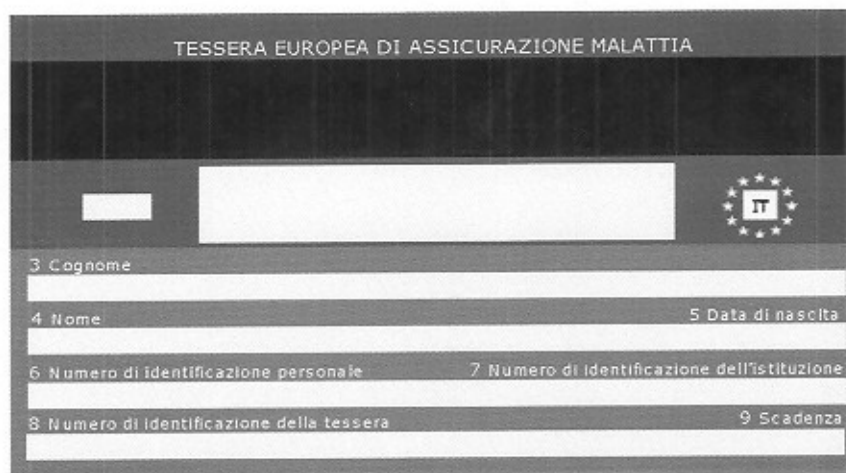 TESSERA EUROPEA DI ASSICURAZIONE MALATTIA
IT
3 Cognome
4 Nome 5 Data di nascita
6 Numero di identificazione personale 7 Numero di identificazione dell'istituzione
8 Numero di identificazione della tessera 9 Scadenza